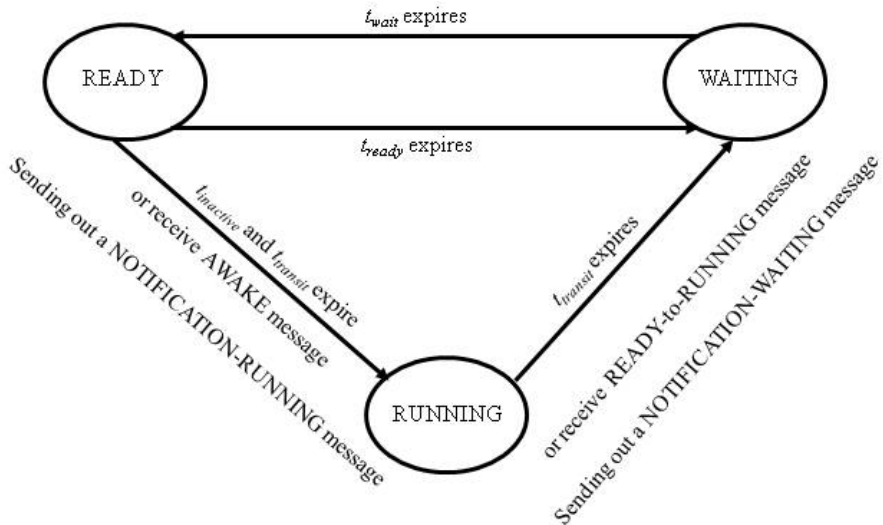 t_wait expires
READY
WAITING
t_ready expires
t_inactive and t_transit expire
or receive AWAKE message
Sending out a NOTIFICATION-RUNNING message
t_transit expires
or receive READY-to-RUNNING message
Sending out a NOTIFICATION-WAITING message
RUNNING